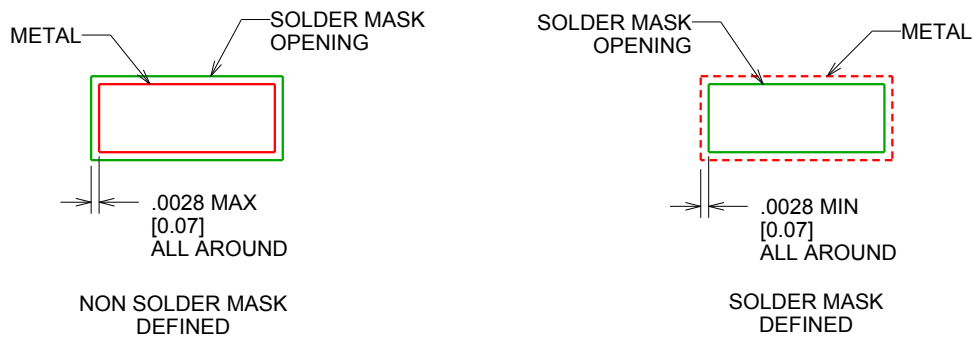 METAL
SOLDER MASK
OPENING
.0028 MAX
[0.07]
ALL AROUND
NON SOLDER MASK
DEFINED
SOLDER MASK
OPENING
METAL
.0028 MIN
[0.07]
ALL AROUND
SOLDER MASK
DEFINED